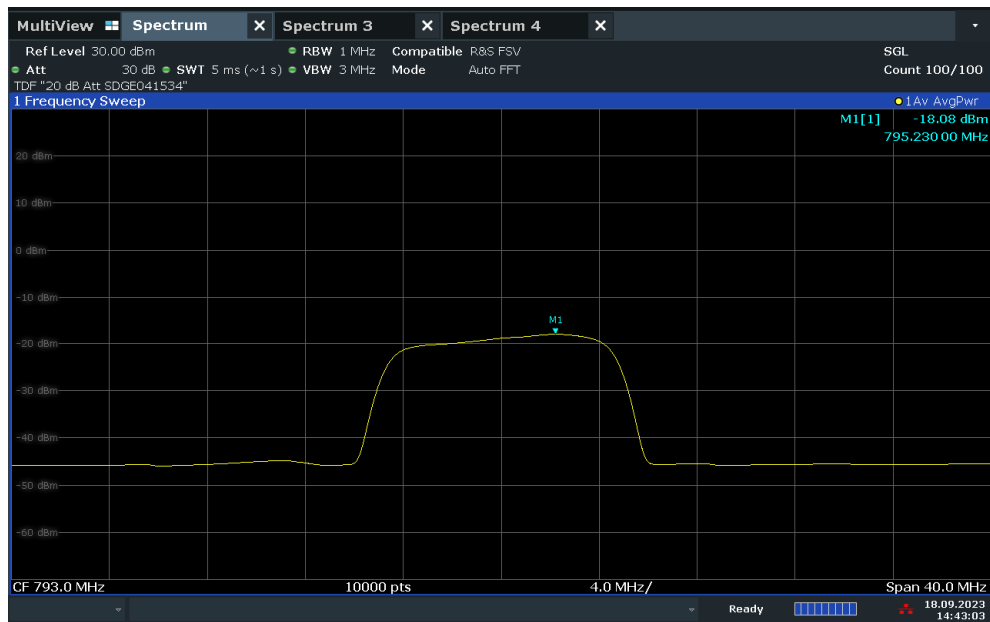 MultiView Spectrum Spectrum 3 Spectrum 4
Ref Level 30.00 dBm RBW 1 MHz Compatible R&S FSV SGL
Att 30 dB SWT 5 ms (~1 s) VBW 3 MHz Mode Auto FFT Count 100/100
TDF "20 dB Att SDGE041534"
1 Frequency Sweep 1Av AvgPwr
M1[1] -18.08 dBm
795.230 00 MHz
20 dBm
10 dBm
0 dBm
-10 dBm
M1
-20 dBm
-30 dBm
-40 dBm
-50 dBm
-60 dBm
CF 793.0 MHz 10000 pts 4.0 MHz/ Span 40.0 MHz
Ready 18.09.2023
14:43:03